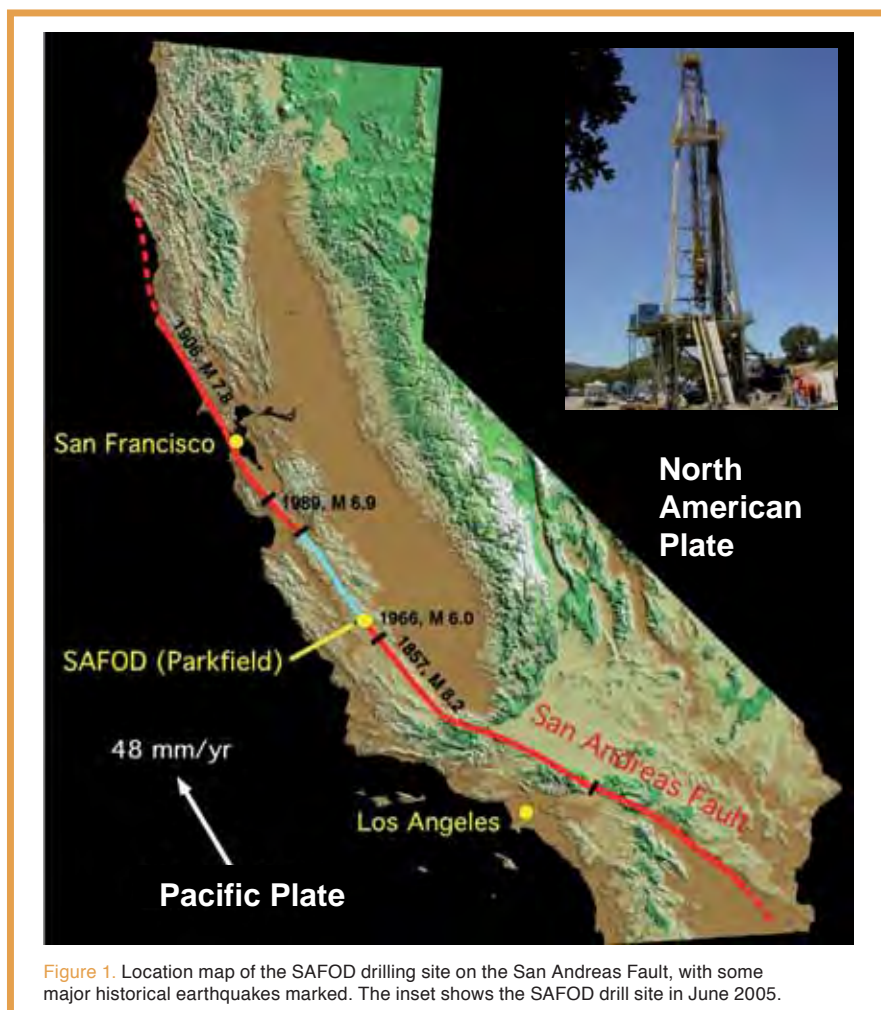 North
American
Plate
1906, M 7.8
San Francisco
1989, M 6.9
1966, M 6.0
SAFOD (Parkfield)
1857, M 8.2
San Andreas Fault
48 mm/yr
Los Angeles
Pacific Plate
Figure 1. Location map of the SAFOD drilling site on the San Andreas Fault, with some
major historical earthquakes marked. The inset shows the SAFOD drill site in June 2005.